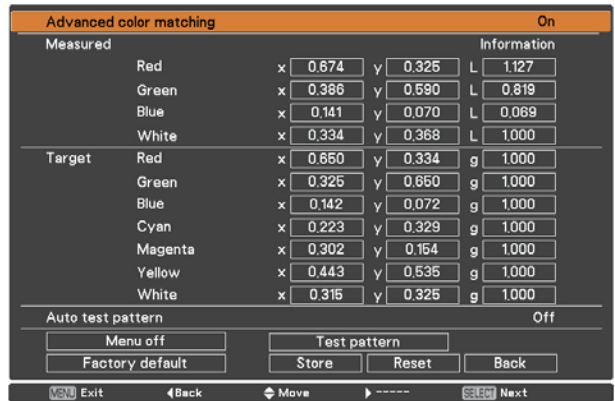 Advanced color matching On
Measured Information
Red x 0.674 y 0.325 L 1.127
Green x 0.386 y 0.590 L 0.819
Blue x 0.141 y 0.070 L 0.069
White x 0.334 y 0.368 L 1.000
Target Red x 0.650 y 0.334 g 1.000
Green x 0.325 y 0.650 g 1.000
Blue x 0.142 y 0.072 g 1.000
Cyan x 0.223 y 0.329 g 1.000
Magenta x 0.302 y 0.154 g 1.000
Yellow x 0.443 y 0.535 g 1.000
White x 0.315 y 0.325 g 1.000
Auto test pattern Off
Menu off Test pattern
Factory default Store Reset Back
MENU Exit Back Move ----- SELECT Next